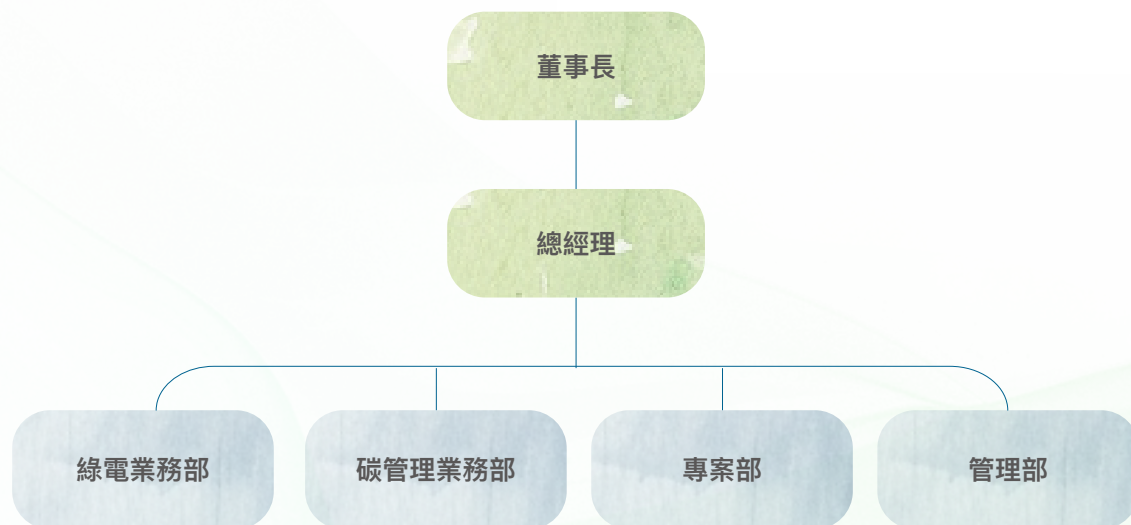 董事長
總經理
綠電業務部
碳管理業務部
專案部
管理部